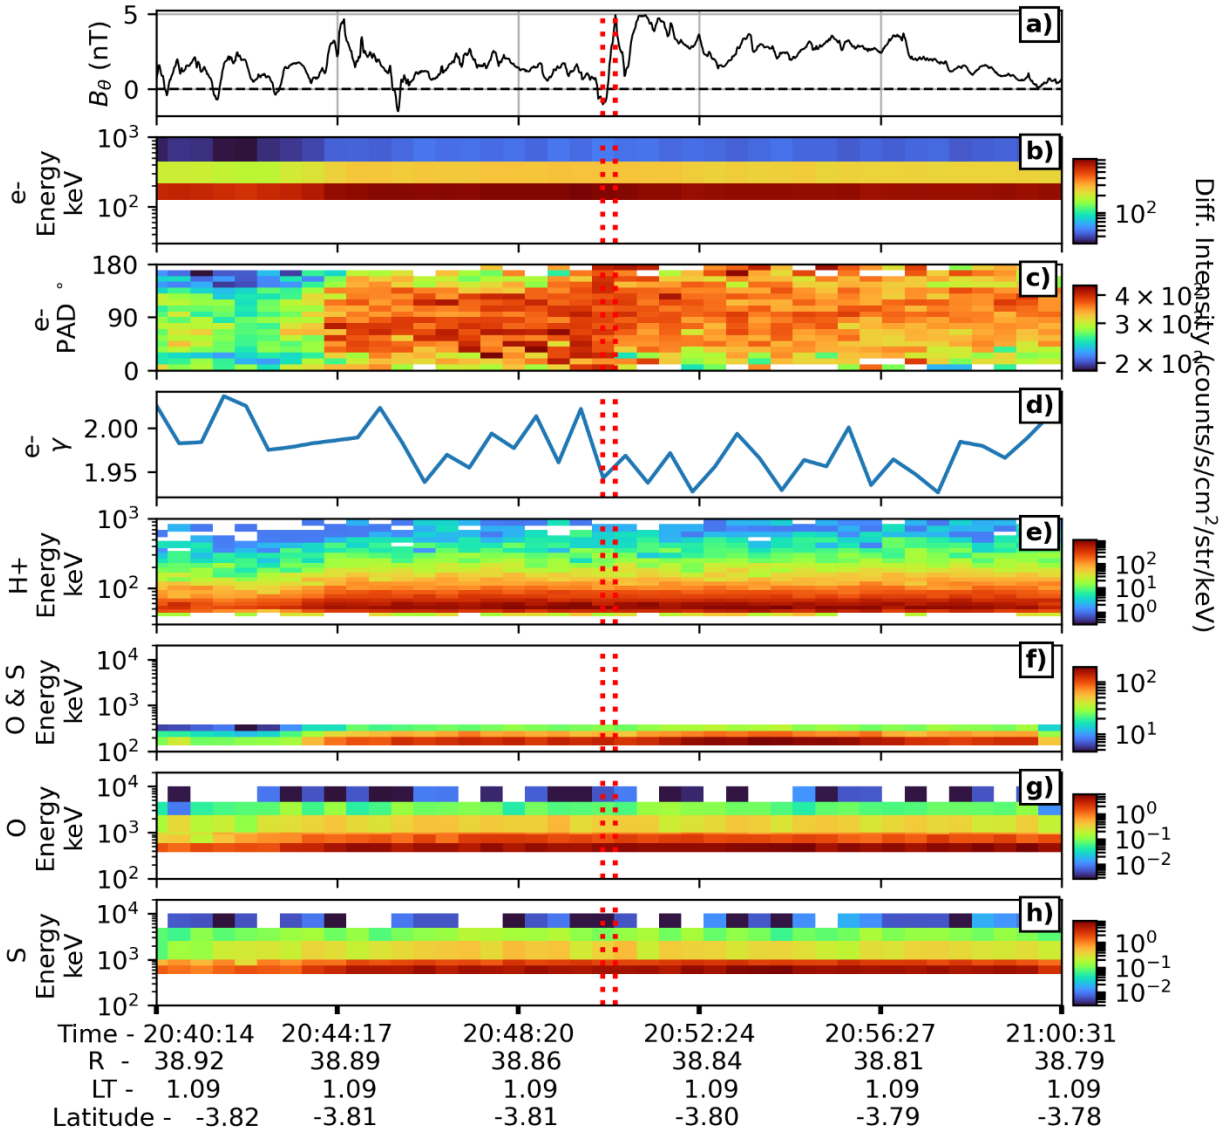 a)
5
0
Bθ (nT)
b)
10³
10²
e-
Energy
keV
10²
c)
180
90
0
e-
PAD °
4 × 10²
3 × 10²
2 × 10²
d)
2.00
1.95
e-
γ
e)
10³
10²
H+
Energy
keV
10²
10¹
10⁰
f)
10⁴
10³
10²
O & S
Energy
keV
10²
10¹
g)
10⁴
10³
10²
O
Energy
keV
10⁰
10⁻¹
10⁻²
h)
10⁴
10³
10²
S
Energy
keV
10⁰
10⁻¹
10⁻²
Diff. Intensity (counts/s/cm²/str/keV)
Time - 20:40:14 20:44:17 20:48:20 20:52:24 20:56:27 21:00:31
R - 38.92 38.89 38.86 38.84 38.81 38.79
LT - 1.09 1.09 1.09 1.09 1.09 1.09
Latitude - -3.82 -3.81 -3.81 -3.80 -3.79 -3.78